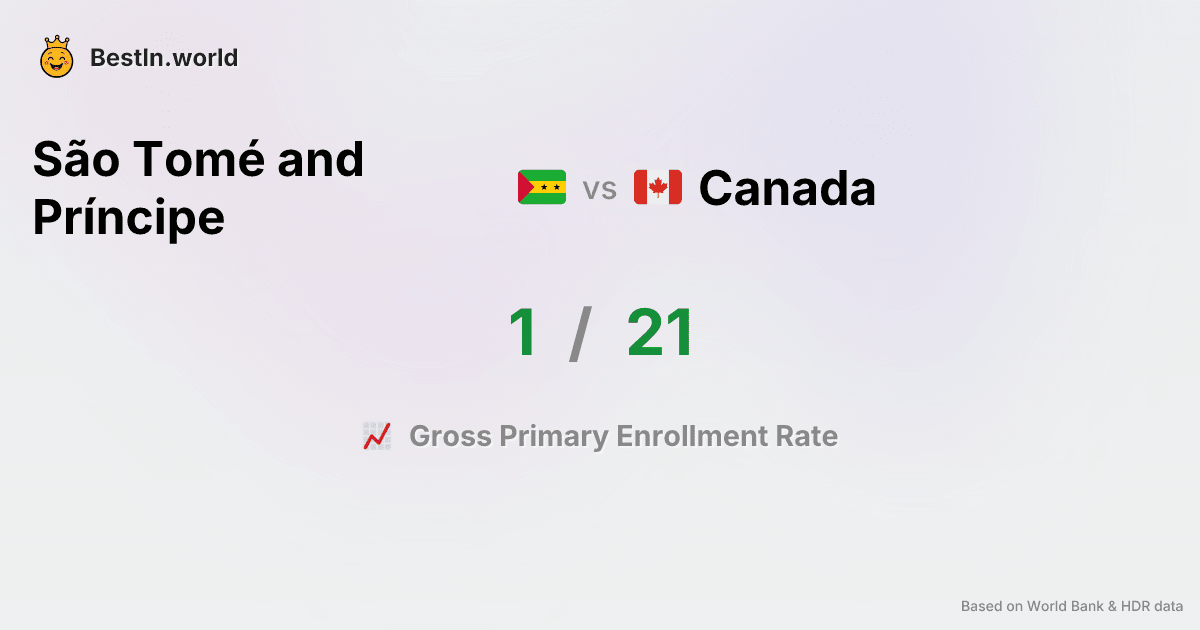 BestIn.world
São Tomé and
Príncipe
vs
Canada
1 / 21
Gross Primary Enrollment Rate
Based on World Bank & HDR data